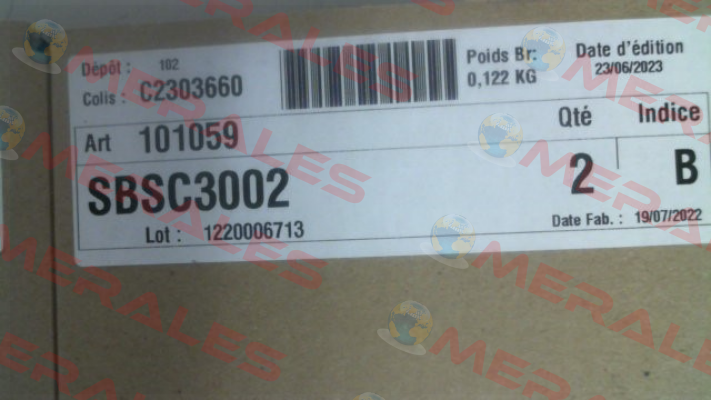 Dépôt : 102
Colis : C2303660
Poids Br.
0,122 KG
Date d'édition
23/06/2023
Art 101059
SBSC3002
Qté
2
Indice
B
Lot : 1220006713
Date Fab. : 19/07/2022
MERALES
MERALES
MERALES
MERALES